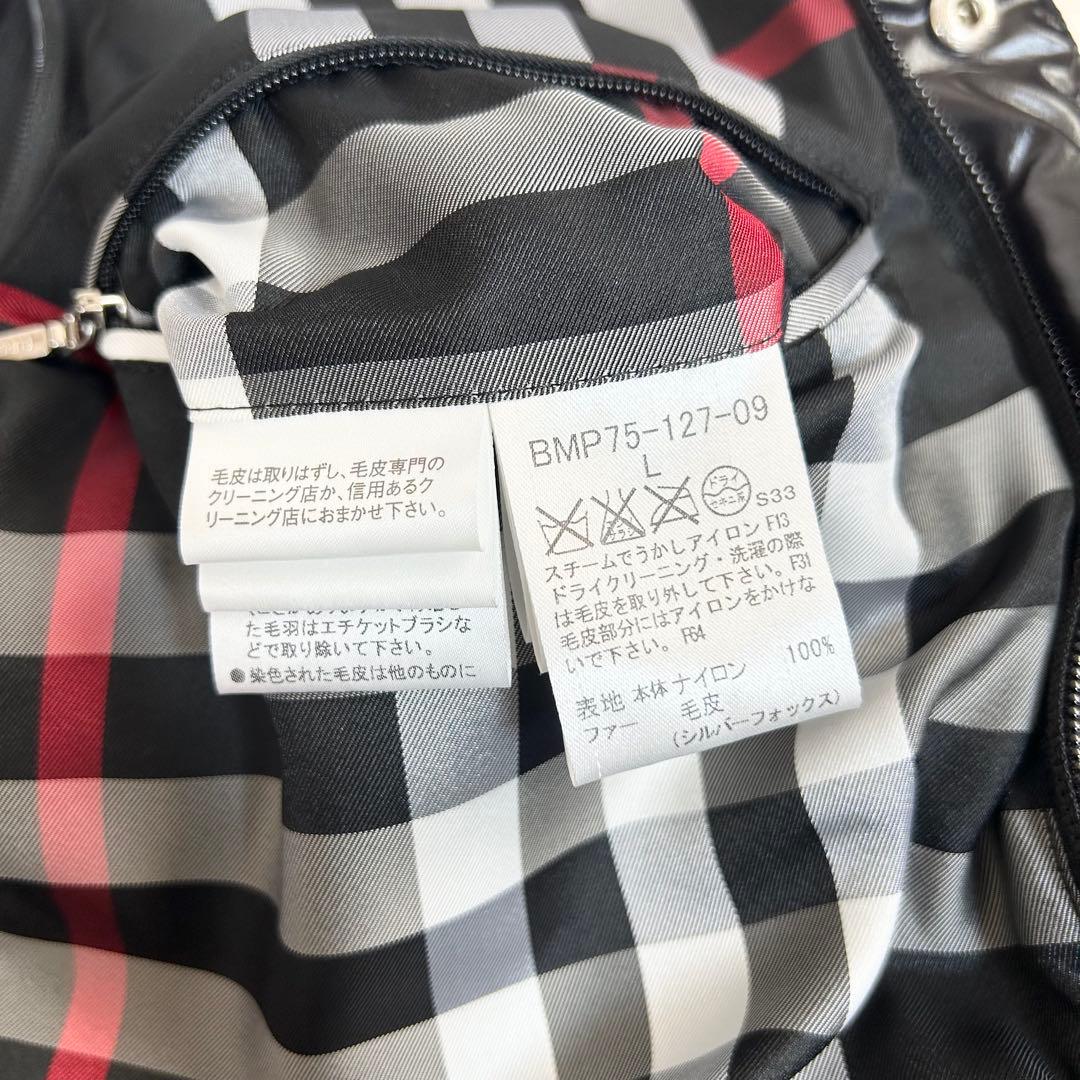 毛皮は取りはずし、毛皮専門の
クリーニング店か、信用あるク
リーニング店におまかせ下さい。
た毛羽はエチケットブラシな
どで取り除いて下さい。
●染色された毛皮は他のものに
BMP75-127-09
L
ドライ
S33
スチームでうかしアイロン F13
ドライクリーニング・洗濯の際
は毛皮を取り外して下さい。F31
毛皮部分にはアイロンをかけな
いで下さい。F64
表地 本体 ナイロン 100%
ファー 毛皮
(シルバーフォックス)